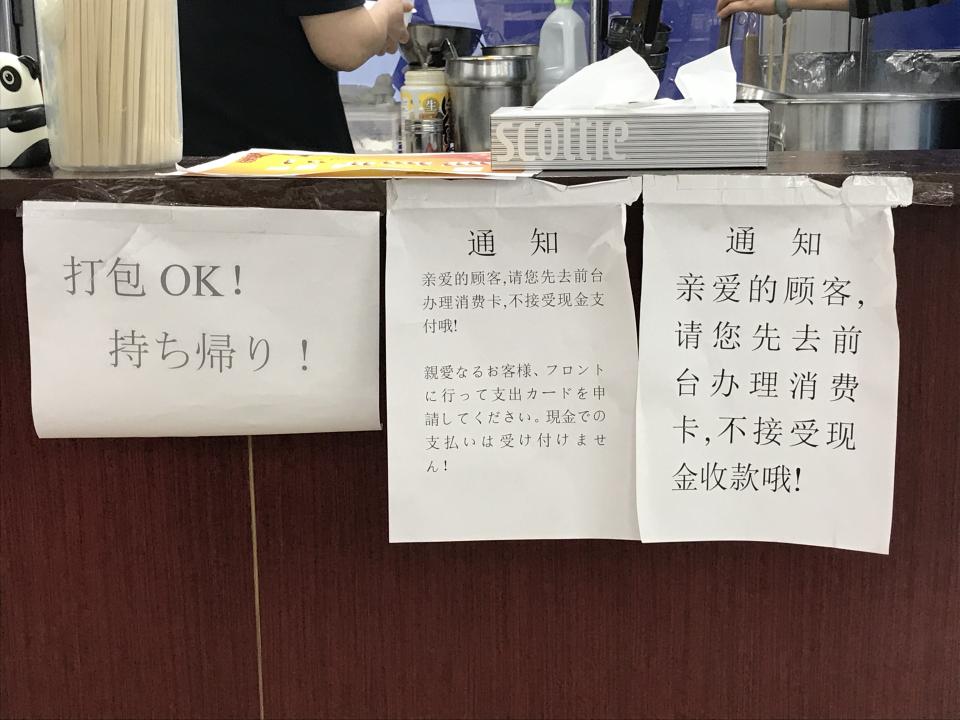 生
scottie
打包 OK!
持ち帰り !
通 知
亲爱的顾客,请您先去前台
办理消费卡,不接受现金支
付哦!
親愛なるお客様、フロント
に行って支出カードを申
請してください。現金での
支払いは受け付けませ
ん!
通 知
亲爱的顾客,
请您先去前
台办理消费
卡,不接受现
金收款哦!